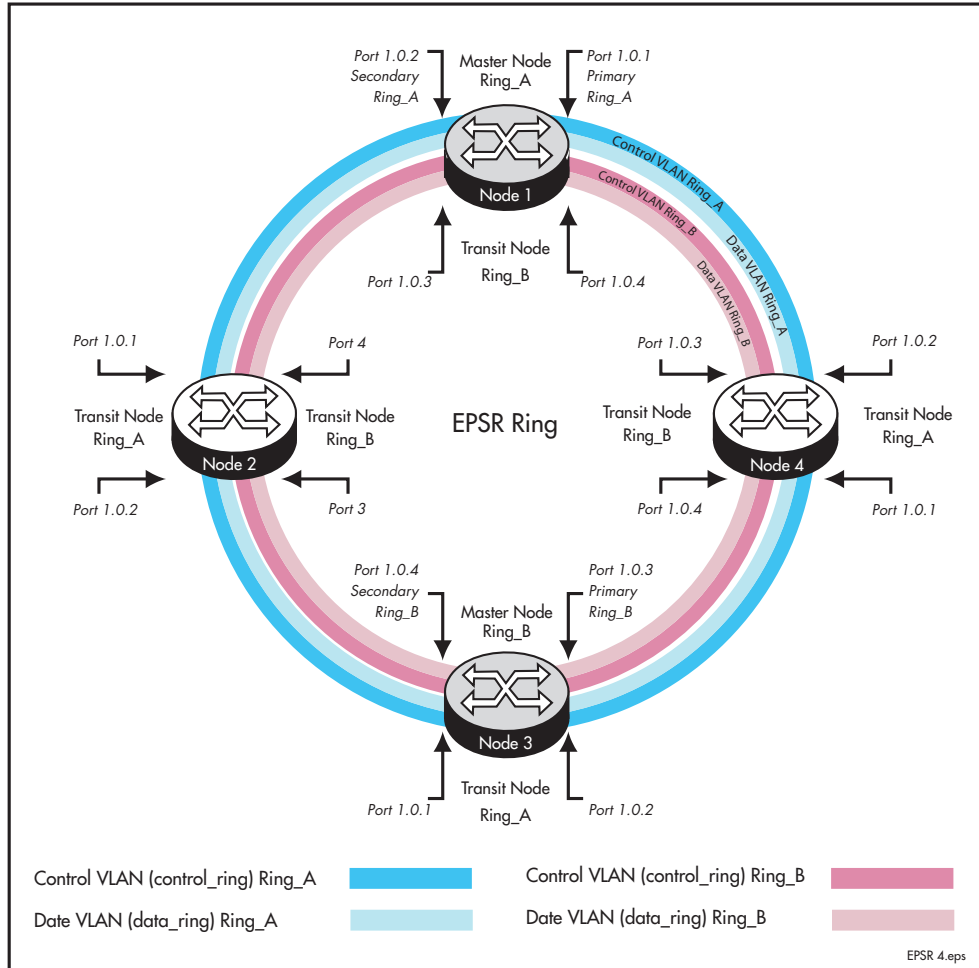 Port 1.0.2
Secondary
Ring_A
Master Node
Ring_A
Port 1.0.1
Primary
Ring_A
Control VLAN Ring_A
Data VLAN Ring_A
Control VLAN Ring_B
Data VLAN Ring_B
Node 1
Port 1.0.3
Transit Node
Ring_B
Port 1.0.4
Port 1.0.1
Port 4
Transit Node
Ring_A
Transit Node
Ring_B
Node 2
Port 1.0.2
Port 3
EPSR Ring
Port 1.0.3
Port 1.0.2
Transit Node
Ring_B
Transit Node
Ring_A
Node 4
Port 1.0.4
Port 1.0.1
Port 1.0.4
Secondary
Ring_B
Master Node
Ring_B
Port 1.0.3
Primary
Ring_B
Node 3
Port 1.0.1
Transit Node
Ring_A
Port 1.0.2
Control VLAN (control_ring) Ring_A
Control VLAN (control_ring) Ring_B
Date VLAN (data_ring) Ring_A
Date VLAN (data_ring) Ring_B
EPSR 4.eps